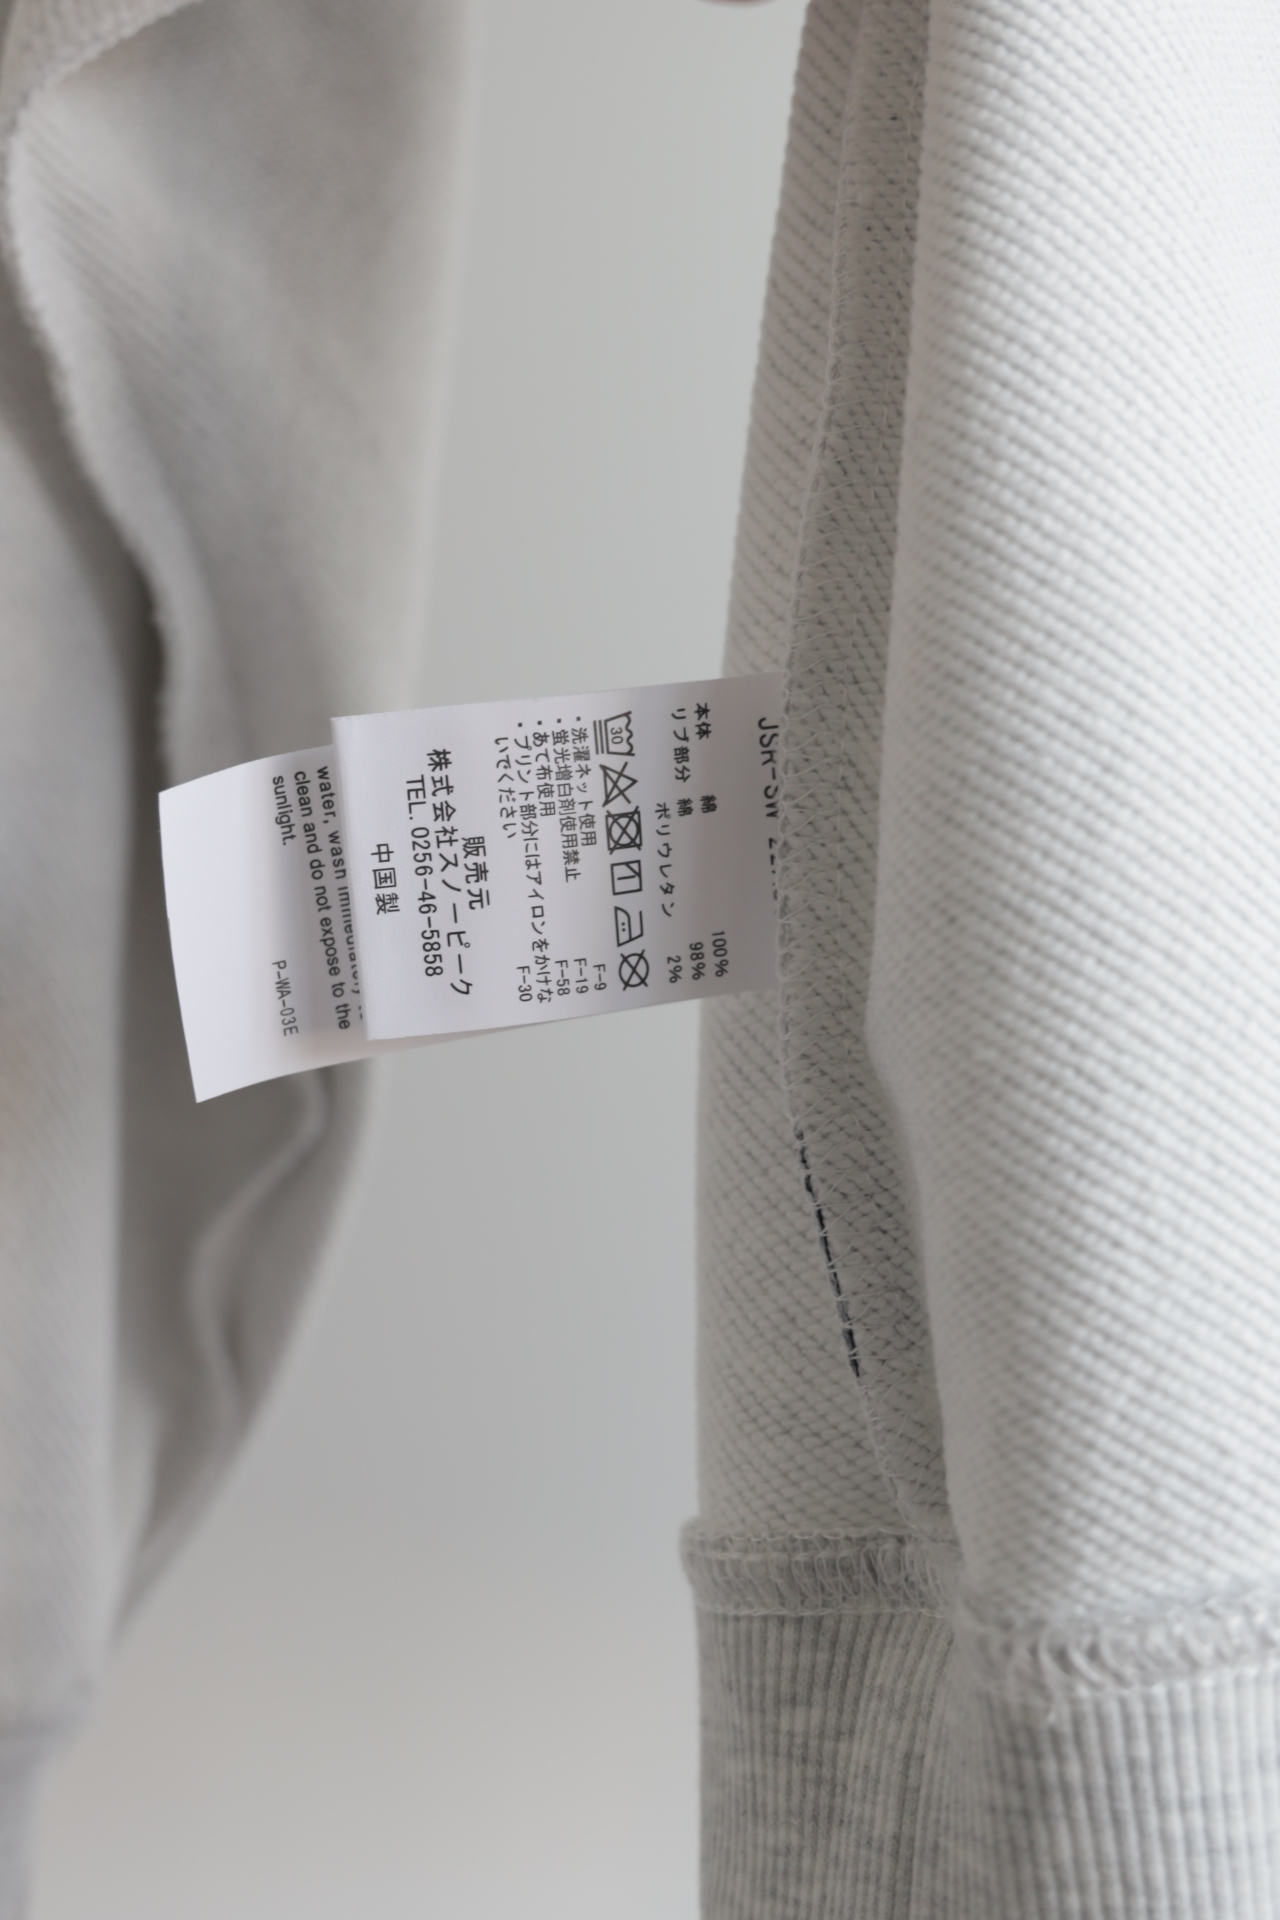 JSR-SW
本体 綿 100%
リブ部分 綿 98%
ポリウレタン 2%
30
・洗濯ネット使用 F-9
・蛍光増白剤使用禁止 F-19
・あて布使用 F-58
・プリント部分にはアイロンをかけな
いでください F-30
販売元
株式会社スノーピーク
TEL. 0256-46-5858
中国製
water, wash immediately
clean and do not expose to the
sunlight.
P-WA-03E